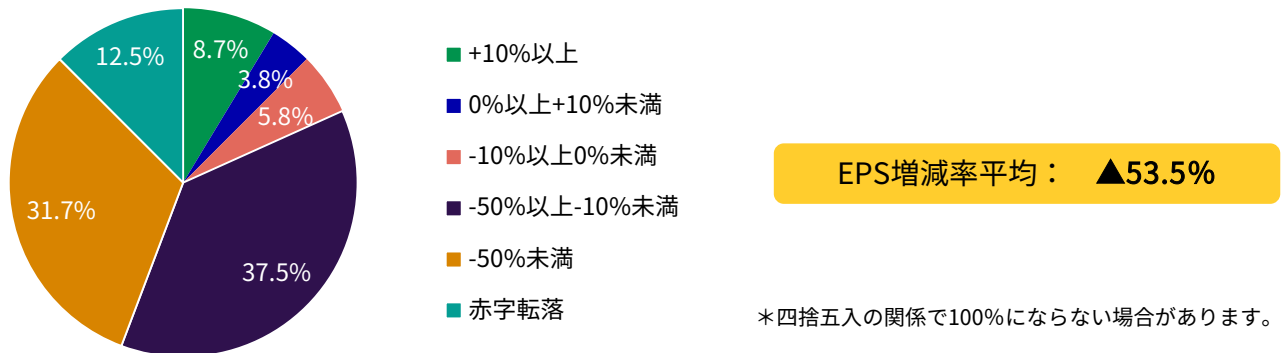 8.7%
3.8%
5.8%
37.5%
31.7%
12.5%
+10%以上
0%以上+10%未満
-10%以上0%未満
-50%以上-10%未満
-50%未満
赤字転落
EPS増減率平均： ▲53.5%
＊四捨五入の関係で100%にならない場合があります。